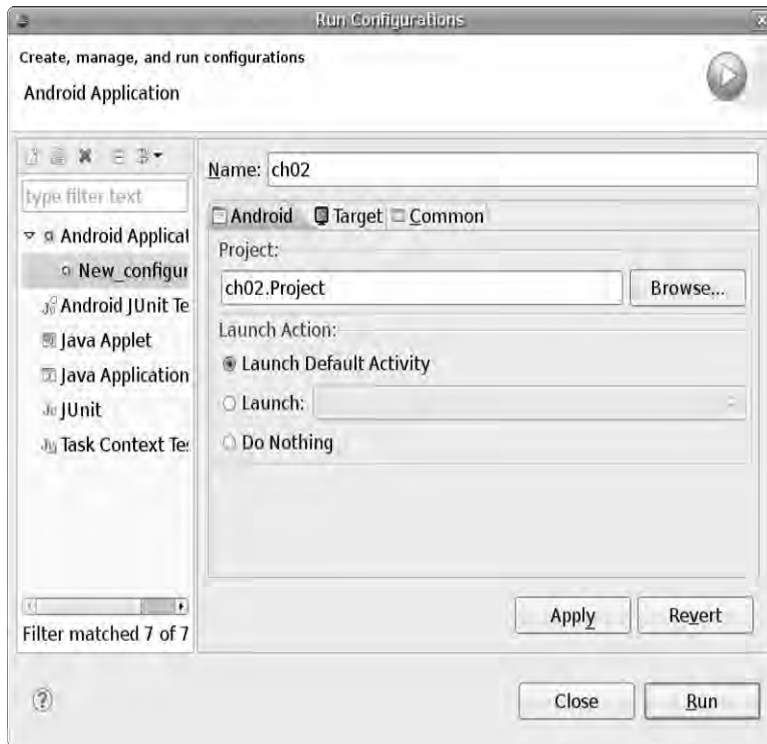 Run Configurations
Create, manage, and run configurations
Android Application
type filter text
Android Applicat
New_configur
Android JUnit Te
Java Applet
Java Application
JUnit
Task Context Tes
Filter matched 7 of 7
Name: ch02
Android Target Common
Project:
ch02.Project Browse...
Launch Action:
Launch Default Activity
Launch:
Do Nothing
Apply Revert
Close Run